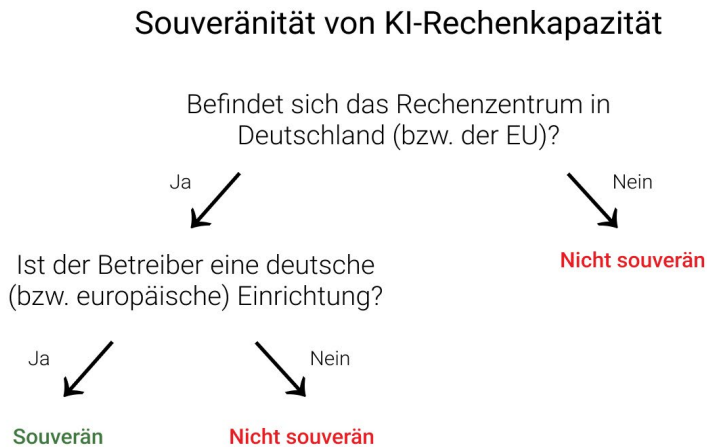 Souveränität von KI-Rechenkapazität
Befindet sich das Rechenzentrum in
Deutschland (bzw. der EU)?
Ja
Nein
Ist der Betreiber eine deutsche
(bzw. europäische) Einrichtung?
Nicht souverän
Ja
Nein
Souverän
Nicht souverän